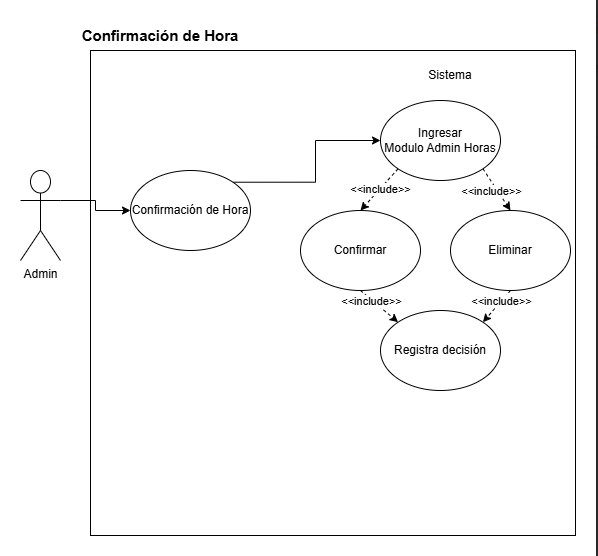 Confirmación de Hora
Sistema
Ingresar
Modulo Admin Horas
<<include>>
<<include>>
Confirmación de Hora
Confirmar
Eliminar
Admin
<<include>>
<<include>>
Registra decisión